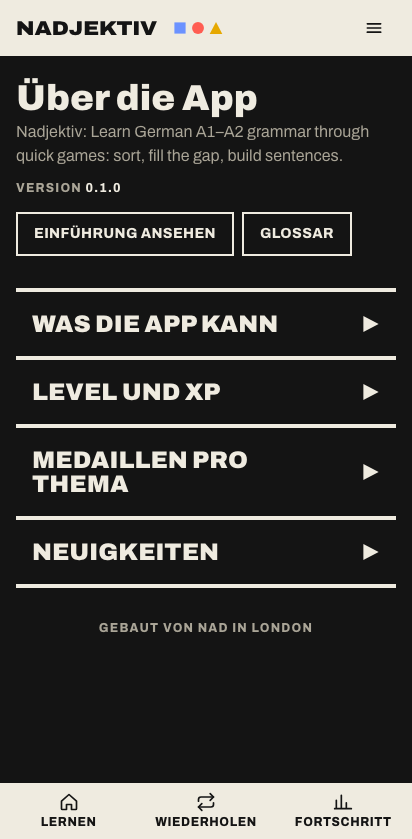 NADJEKTIV
Über die App
Nadjektiv: Learn German A1–A2 grammar through
quick games: sort, fill the gap, build sentences.
VERSION 0.1.0
EINFÜHRUNG ANSEHEN
GLOSSAR
WAS DIE APP KANN
LEVEL UND XP
MEDAILLEN PRO
THEMA
NEUIGKEITEN
GEBAUT VON NAD IN LONDON
LERNEN
WIEDERHOLEN
FORTSCHRITT